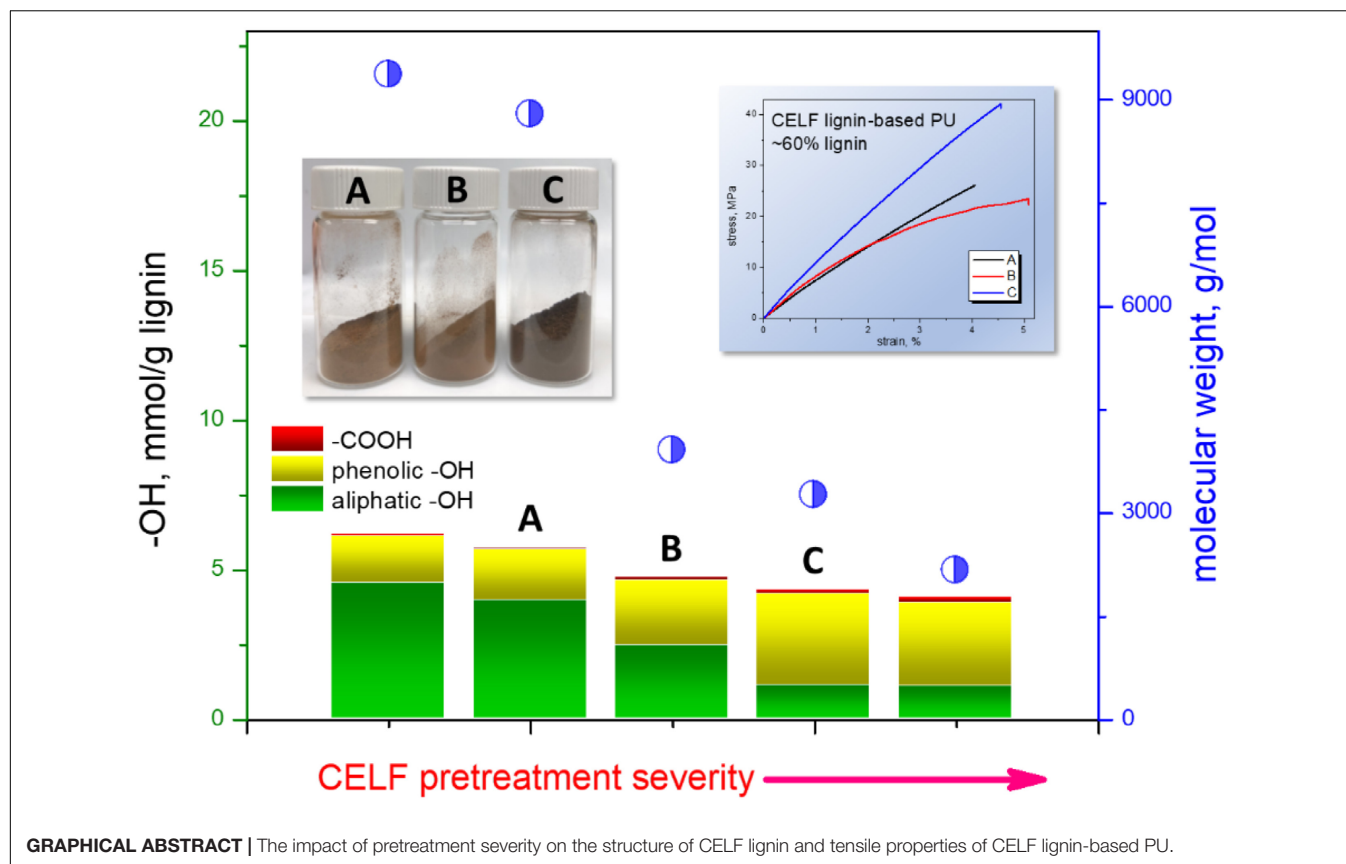 20
15
10
5
0
-OH, mmol/g lignin
9000
6000
3000
0
molecular weight, g/mol
A B C
CELF lignin-based PU
~60% lignin
40
30
20
10
0
stress, MPa
0 1 2 3 4 5
strain, %
A
B
C
-COOH
phenolic -OH
aliphatic -OH
A
B
C
CELF pretreatment severity
GRAPHICAL ABSTRACT | The impact of pretreatment severity on the structure of CELF lignin and tensile properties of CELF lignin-based PU.